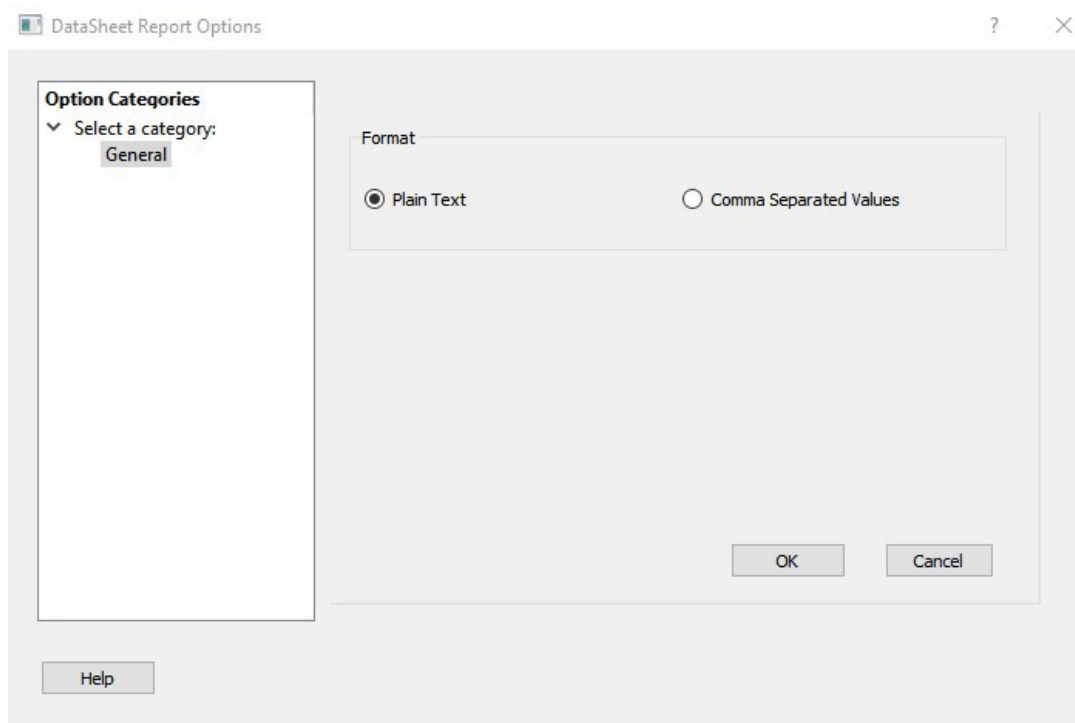 DataSheet Report Options
?
Option Categories
Select a category:
General
Format
Plain Text
Comma Separated Values
OK
Cancel
Help